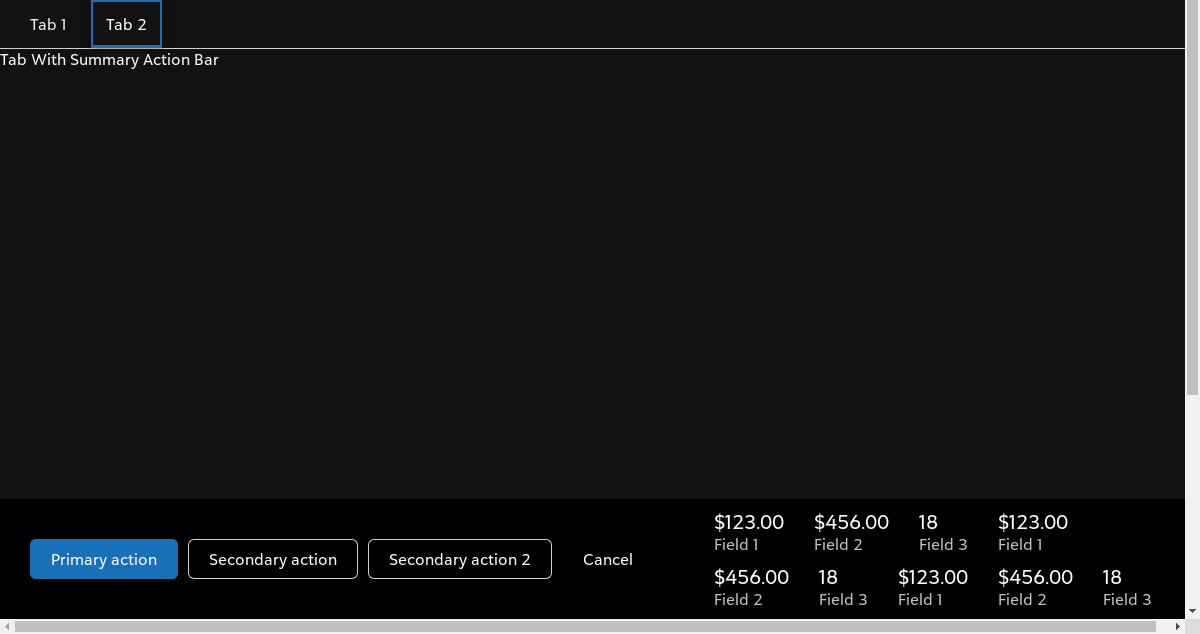 Tab 1 Tab 2
Tab With Summary Action Bar
Primary action Secondary action Secondary action 2 Cancel
$123.00 $456.00 18 $123.00
Field 1 Field 2 Field 3 Field 1
$456.00 18 $123.00 $456.00 18
Field 2 Field 3 Field 1 Field 2 Field 3